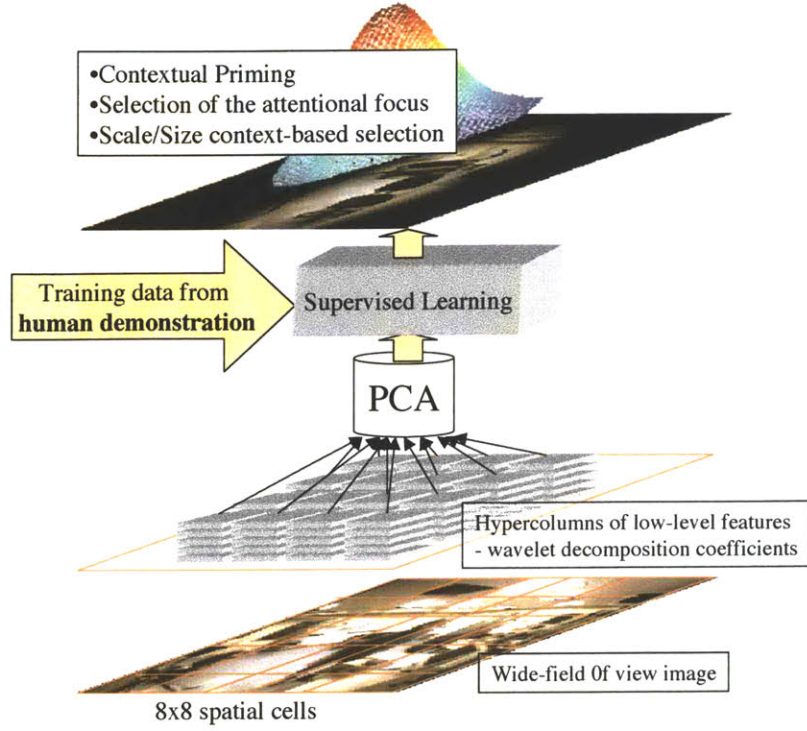 •Contextual Priming
•Selection of the attentional focus
•Scale/Size context-based selection
Training data from
human demonstration
Supervised Learning
PCA
Hypercolumns of low-level features
- wavelet decomposition coefficients
Wide-field 0f view image
8x8 spatial cells